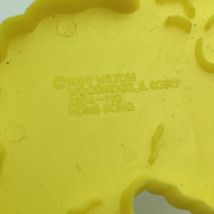 © 1990 WILTON
WOODRIDGE, IL 60517
HONG KONG